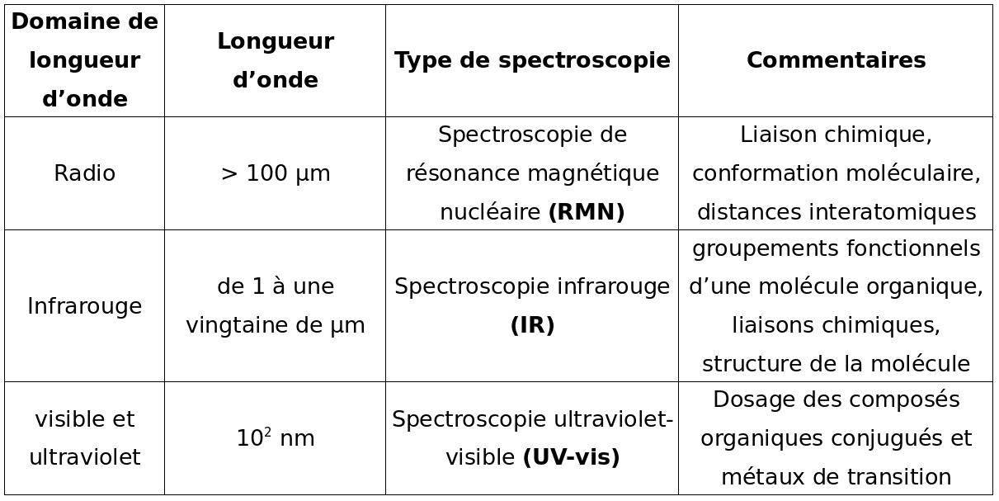 Domaine de
longueur
d’onde
Longueur
d’onde
Type de spectroscopie
Commentaires
Radio
> 100 µm
Spectroscopie de
résonance magnétique
nucléaire (RMN)
Liaison chimique,
conformation moléculaire,
distances interatomiques
Infrarouge
de 1 à une
vingtaine de µm
Spectroscopie infrarouge
(IR)
groupements fonctionnels
d’une molécule organique,
liaisons chimiques,
structure de la molécule
visible et
ultraviolet
10² nm
Spectroscopie ultraviolet-
visible (UV-vis)
Dosage des composés
organiques conjugués et
métaux de transition